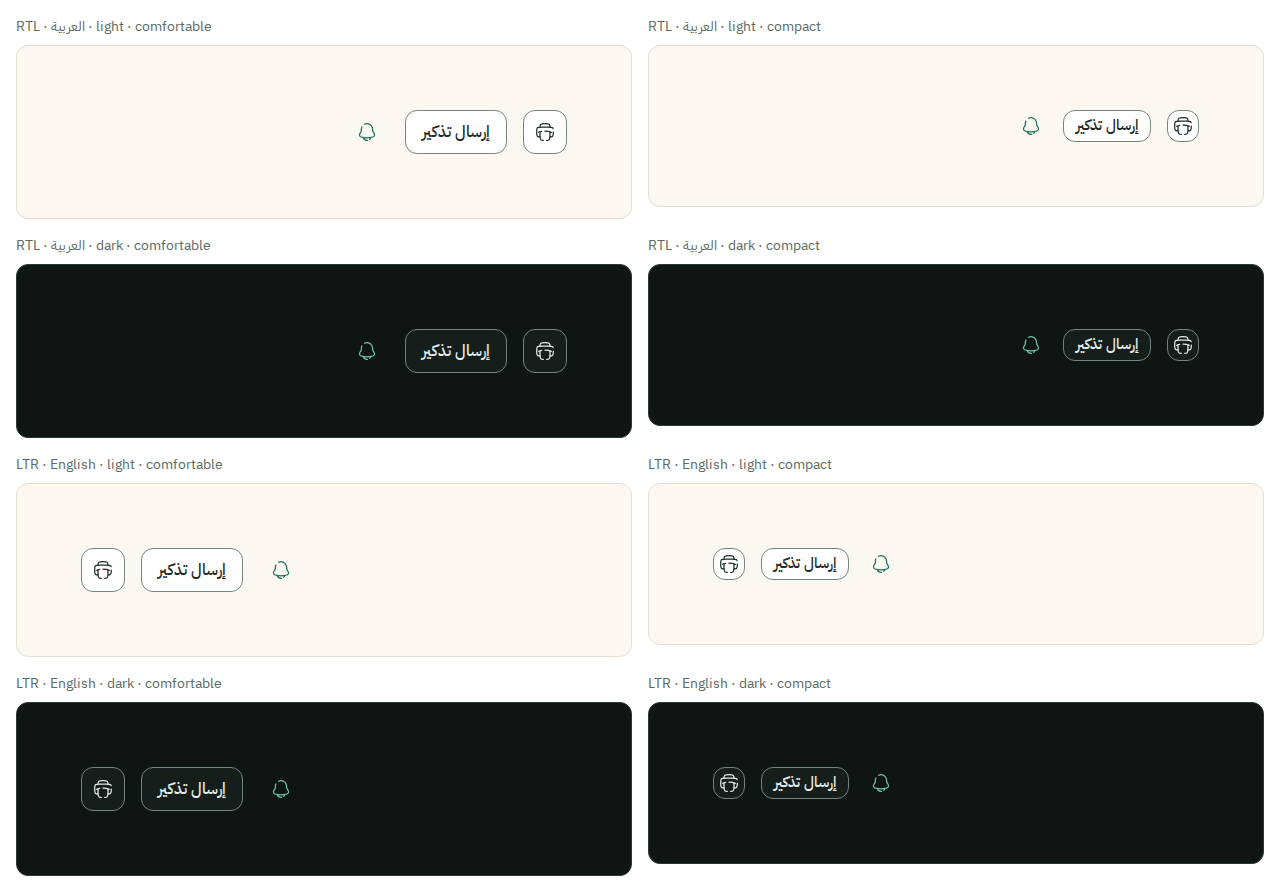 RTL · العربية · light · comfortable
RTL · العربية · light · compact
إرسال تذكير
إرسال تذكير
RTL · العربية · dark · comfortable
RTL · العربية · dark · compact
إرسال تذكير
إرسال تذكير
LTR · English · light · comfortable
LTR · English · light · compact
إرسال تذكير
إرسال تذكير
LTR · English · dark · comfortable
LTR · English · dark · compact
إرسال تذكير
إرسال تذكير